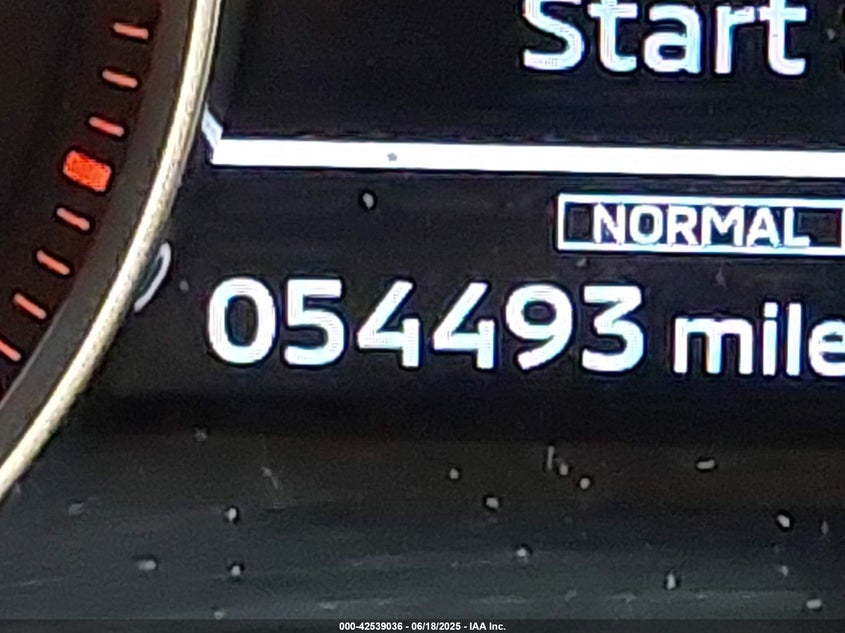 Start
NORMAL
054493 mile
000-42539036 - 06/18/2025 - IAA Inc.